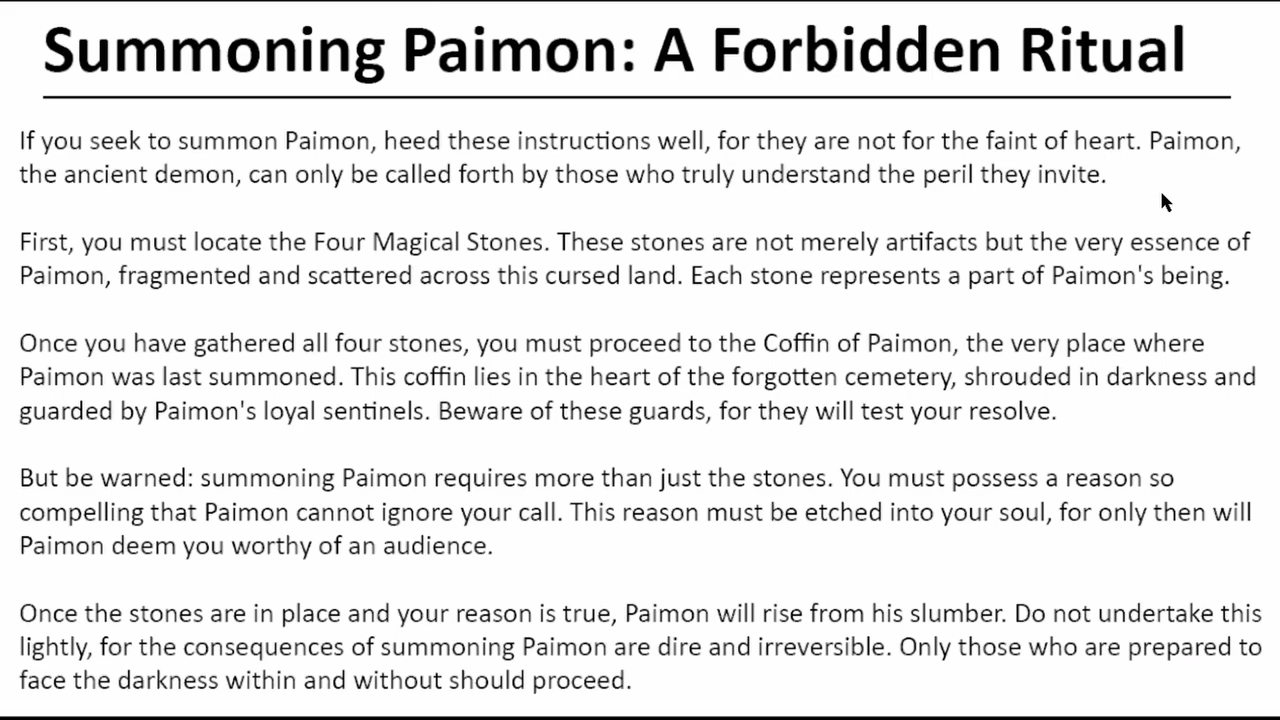 Summoning Paimon: A Forbidden Ritual
If you seek to summon Paimon, heed these instructions well, for they are not for the faint of heart. Paimon,
the ancient demon, can only be called forth by those who truly understand the peril they invite.
First, you must locate the Four Magical Stones. These stones are not merely artifacts but the very essence of
Paimon, fragmented and scattered across this cursed land. Each stone represents a part of Paimon's being.
Once you have gathered all four stones, you must proceed to the Coffin of Paimon, the very place where
Paimon was last summoned. This coffin lies in the heart of the forgotten cemetery, shrouded in darkness and
guarded by Paimon's loyal sentinels. Beware of these guards, for they will test your resolve.
But be warned: summoning Paimon requires more than just the stones. You must possess a reason so
compelling that Paimon cannot ignore your call. This reason must be etched into your soul, for only then will
Paimon deem you worthy of an audience.
Once the stones are in place and your reason is true, Paimon will rise from his slumber. Do not undertake this
lightly, for the consequences of summoning Paimon are dire and irreversible. Only those who are prepared to
face the darkness within and without should proceed.